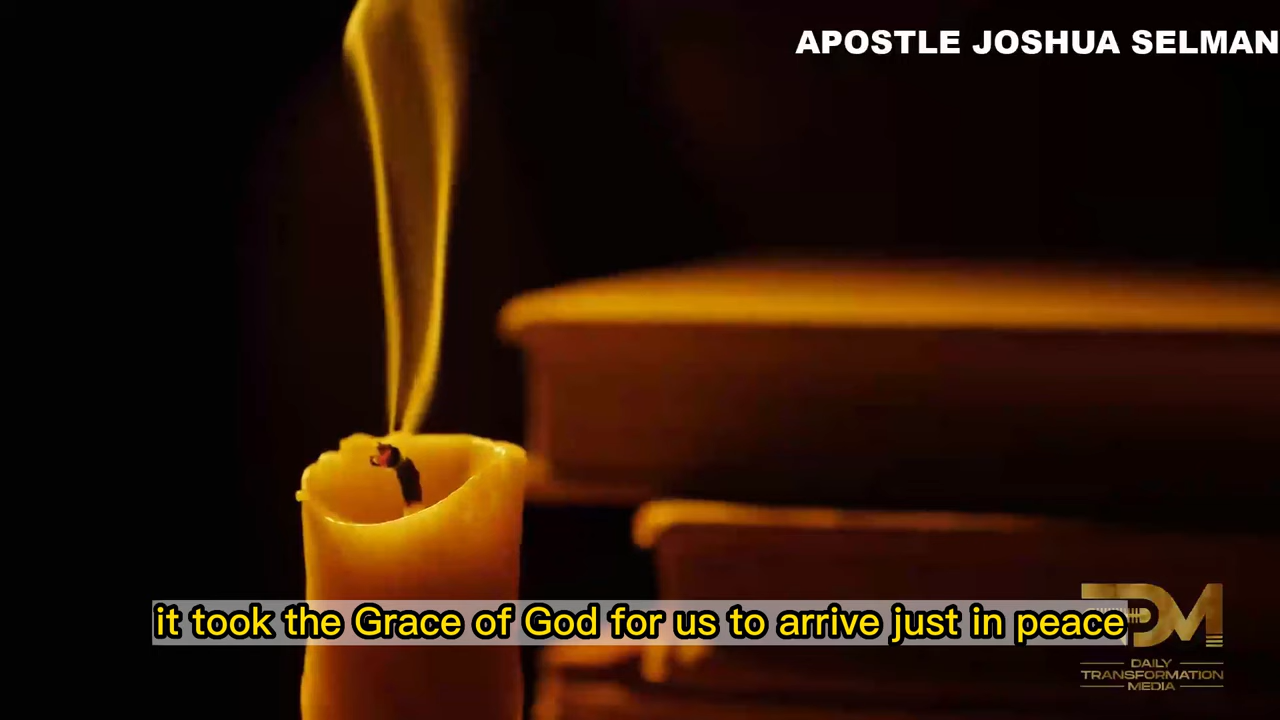 APOSTLE JOSHUA SELMAN
it took the Grace of God for us to arrive just in peace
DM
DAILY
TRANSFORMATION
MEDIA